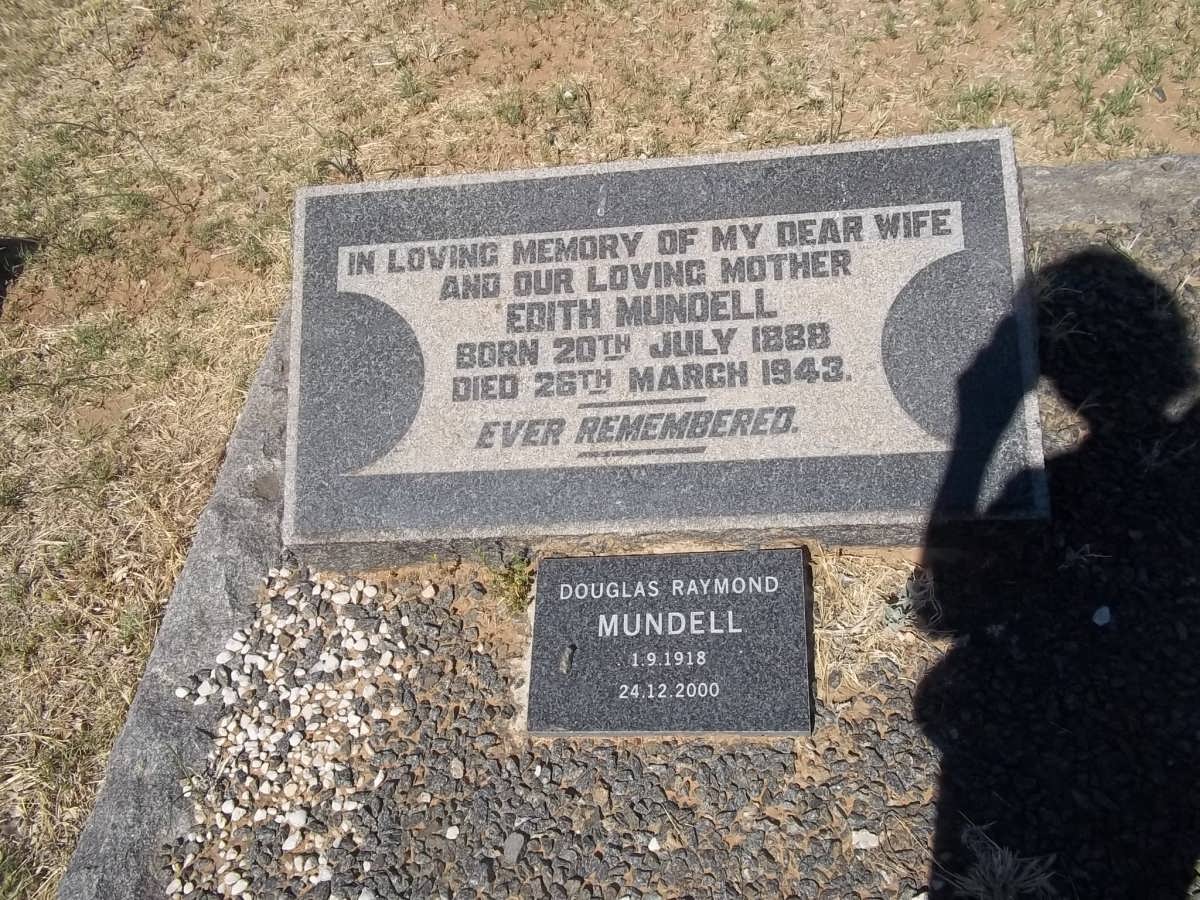 IN LOVING MEMORY OF MY DEAR WIFE
AND OUR LOVING MOTHER
EDITH MUNDELL
BORN 20TH JULY 1888
DIED 26TH MARCH 1943.
EVER REMEMBERED.
DOUGLAS RAYMOND
MUNDELL
1.9.1918
24.12.2000